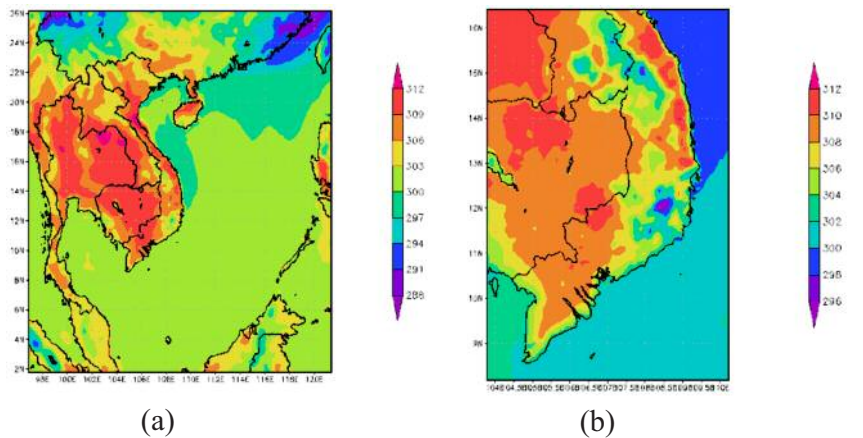 26N
24N
22N
20N
18N
16N
14N
12N
10N
8N
6N
4N
2N
98E 100E 102E 104E 106E 108E 110E 112E 114E 116E 118E 120E
312
309
306
303
300
297
294
291
288
16N
15N
14N
13N
12N
11N
10N
9N
312
310
308
306
304
302
300
298
296
(a)
(b)